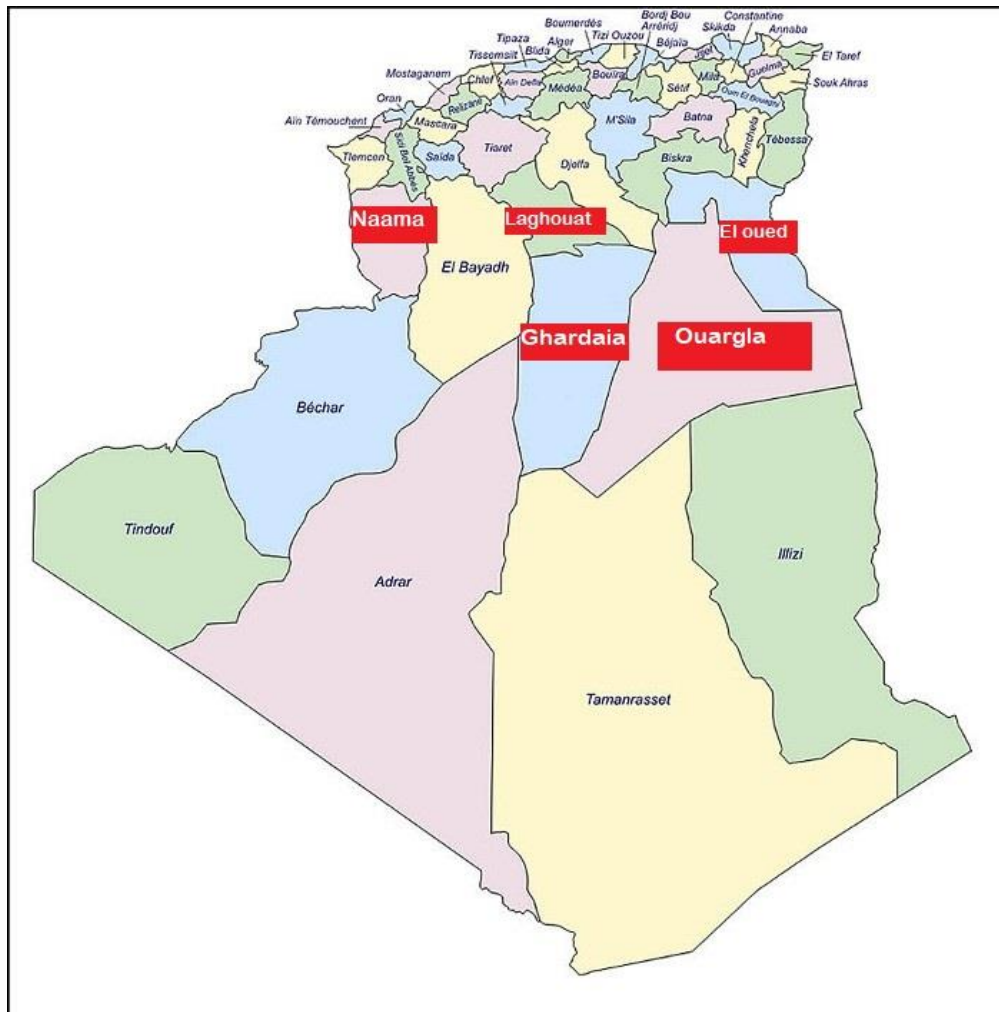 Bordj Bou
Arréridj
Constantine
Boumerdès
Skikda
Annaba
Tipaza
Alger
Tizi Ouzou
Béjaïa
Jijel
Tissemsilt
Blida
El Taref
Mostaganem
Chlef
Aïn Defla
Médéa
Bouira
Sétif
Mila
Guelma
Souk Ahras
Oran
Relizane
Oum El Bouaghi
Aïn Témouchent
Mascara
M'Sila
Batna
Tlemcen
Sidi Bel Abbès
Saïda
Tiaret
Djelfa
Biskra
Khenchela
Tébessa
Naama
Laghouat
El oued
El Bayadh
Ghardaia
Ouargla
Béchar
Tindouf
Adrar
Illizi
Tamanrasset